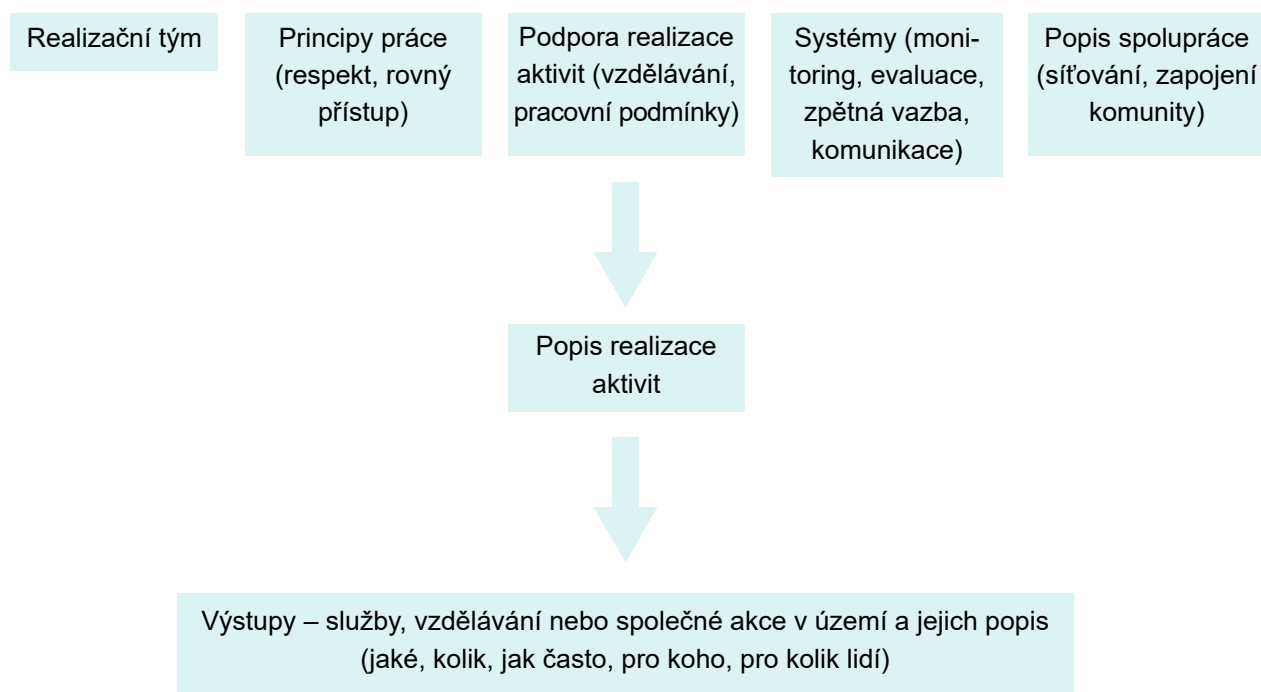 Realizační tým
Principy práce
(respekt, rovný
přístup)
Podpora realizace
aktivit (vzdělávání,
pracovní podmínky)
Systémy (moni-
toring, evaluace,
zpětná vazba,
komunikace)
Popis spolupráce
(síťování, zapojení
komunity)
Popis realizace
aktivit
Výstupy – služby, vzdělávání nebo společné akce v území a jejich popis
(jaké, kolik, jak často, pro koho, pro kolik lidí)